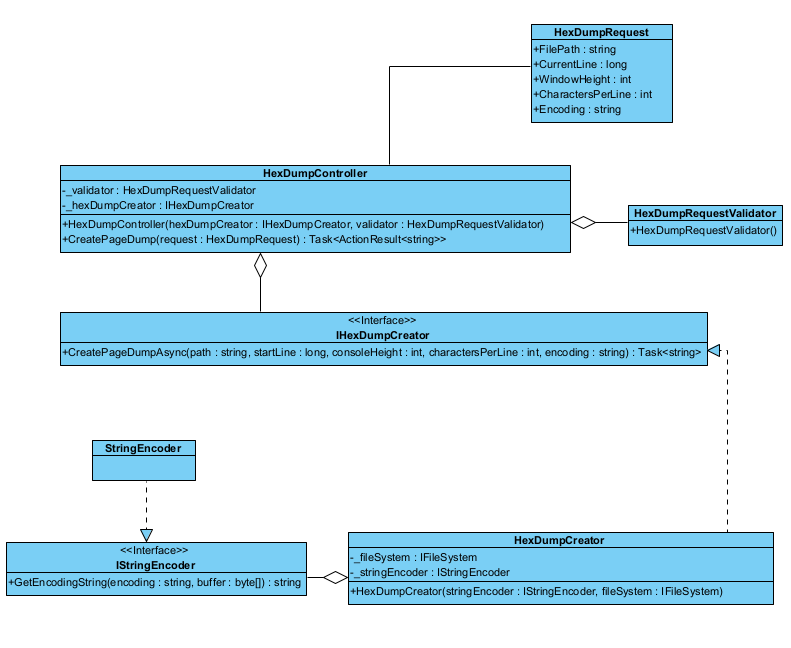 HexDumpRequest
+FilePath : string
+CurrentLine : long
+WindowHeight : int
+CharactersPerLine : int
+Encoding : string
HexDumpController
-_validator : HexDumpRequestValidator
-_hexDumpCreator : IHexDumpCreator
+HexDumpController(hexDumpCreator : IHexDumpCreator, validator : HexDumpRequestValidator)
+CreatePageDump(request : HexDumpRequest) : Task<ActionResult<string>>
HexDumpRequestValidator
+HexDumpRequestValidator()
<<Interface>>
IHexDumpCreator
+CreatePageDumpAsync(path : string, startLine : long, consoleHeight : int, charactersPerLine : int, encoding : string) : Task<string>
StringEncoder
<<Interface>>
IStringEncoder
+GetEncodingString(encoding : string, buffer : byte[]) : string
HexDumpCreator
-_fileSystem : IFileSystem
-_stringEncoder : IStringEncoder
+HexDumpCreator(stringEncoder : IStringEncoder, fileSystem : IFileSystem)